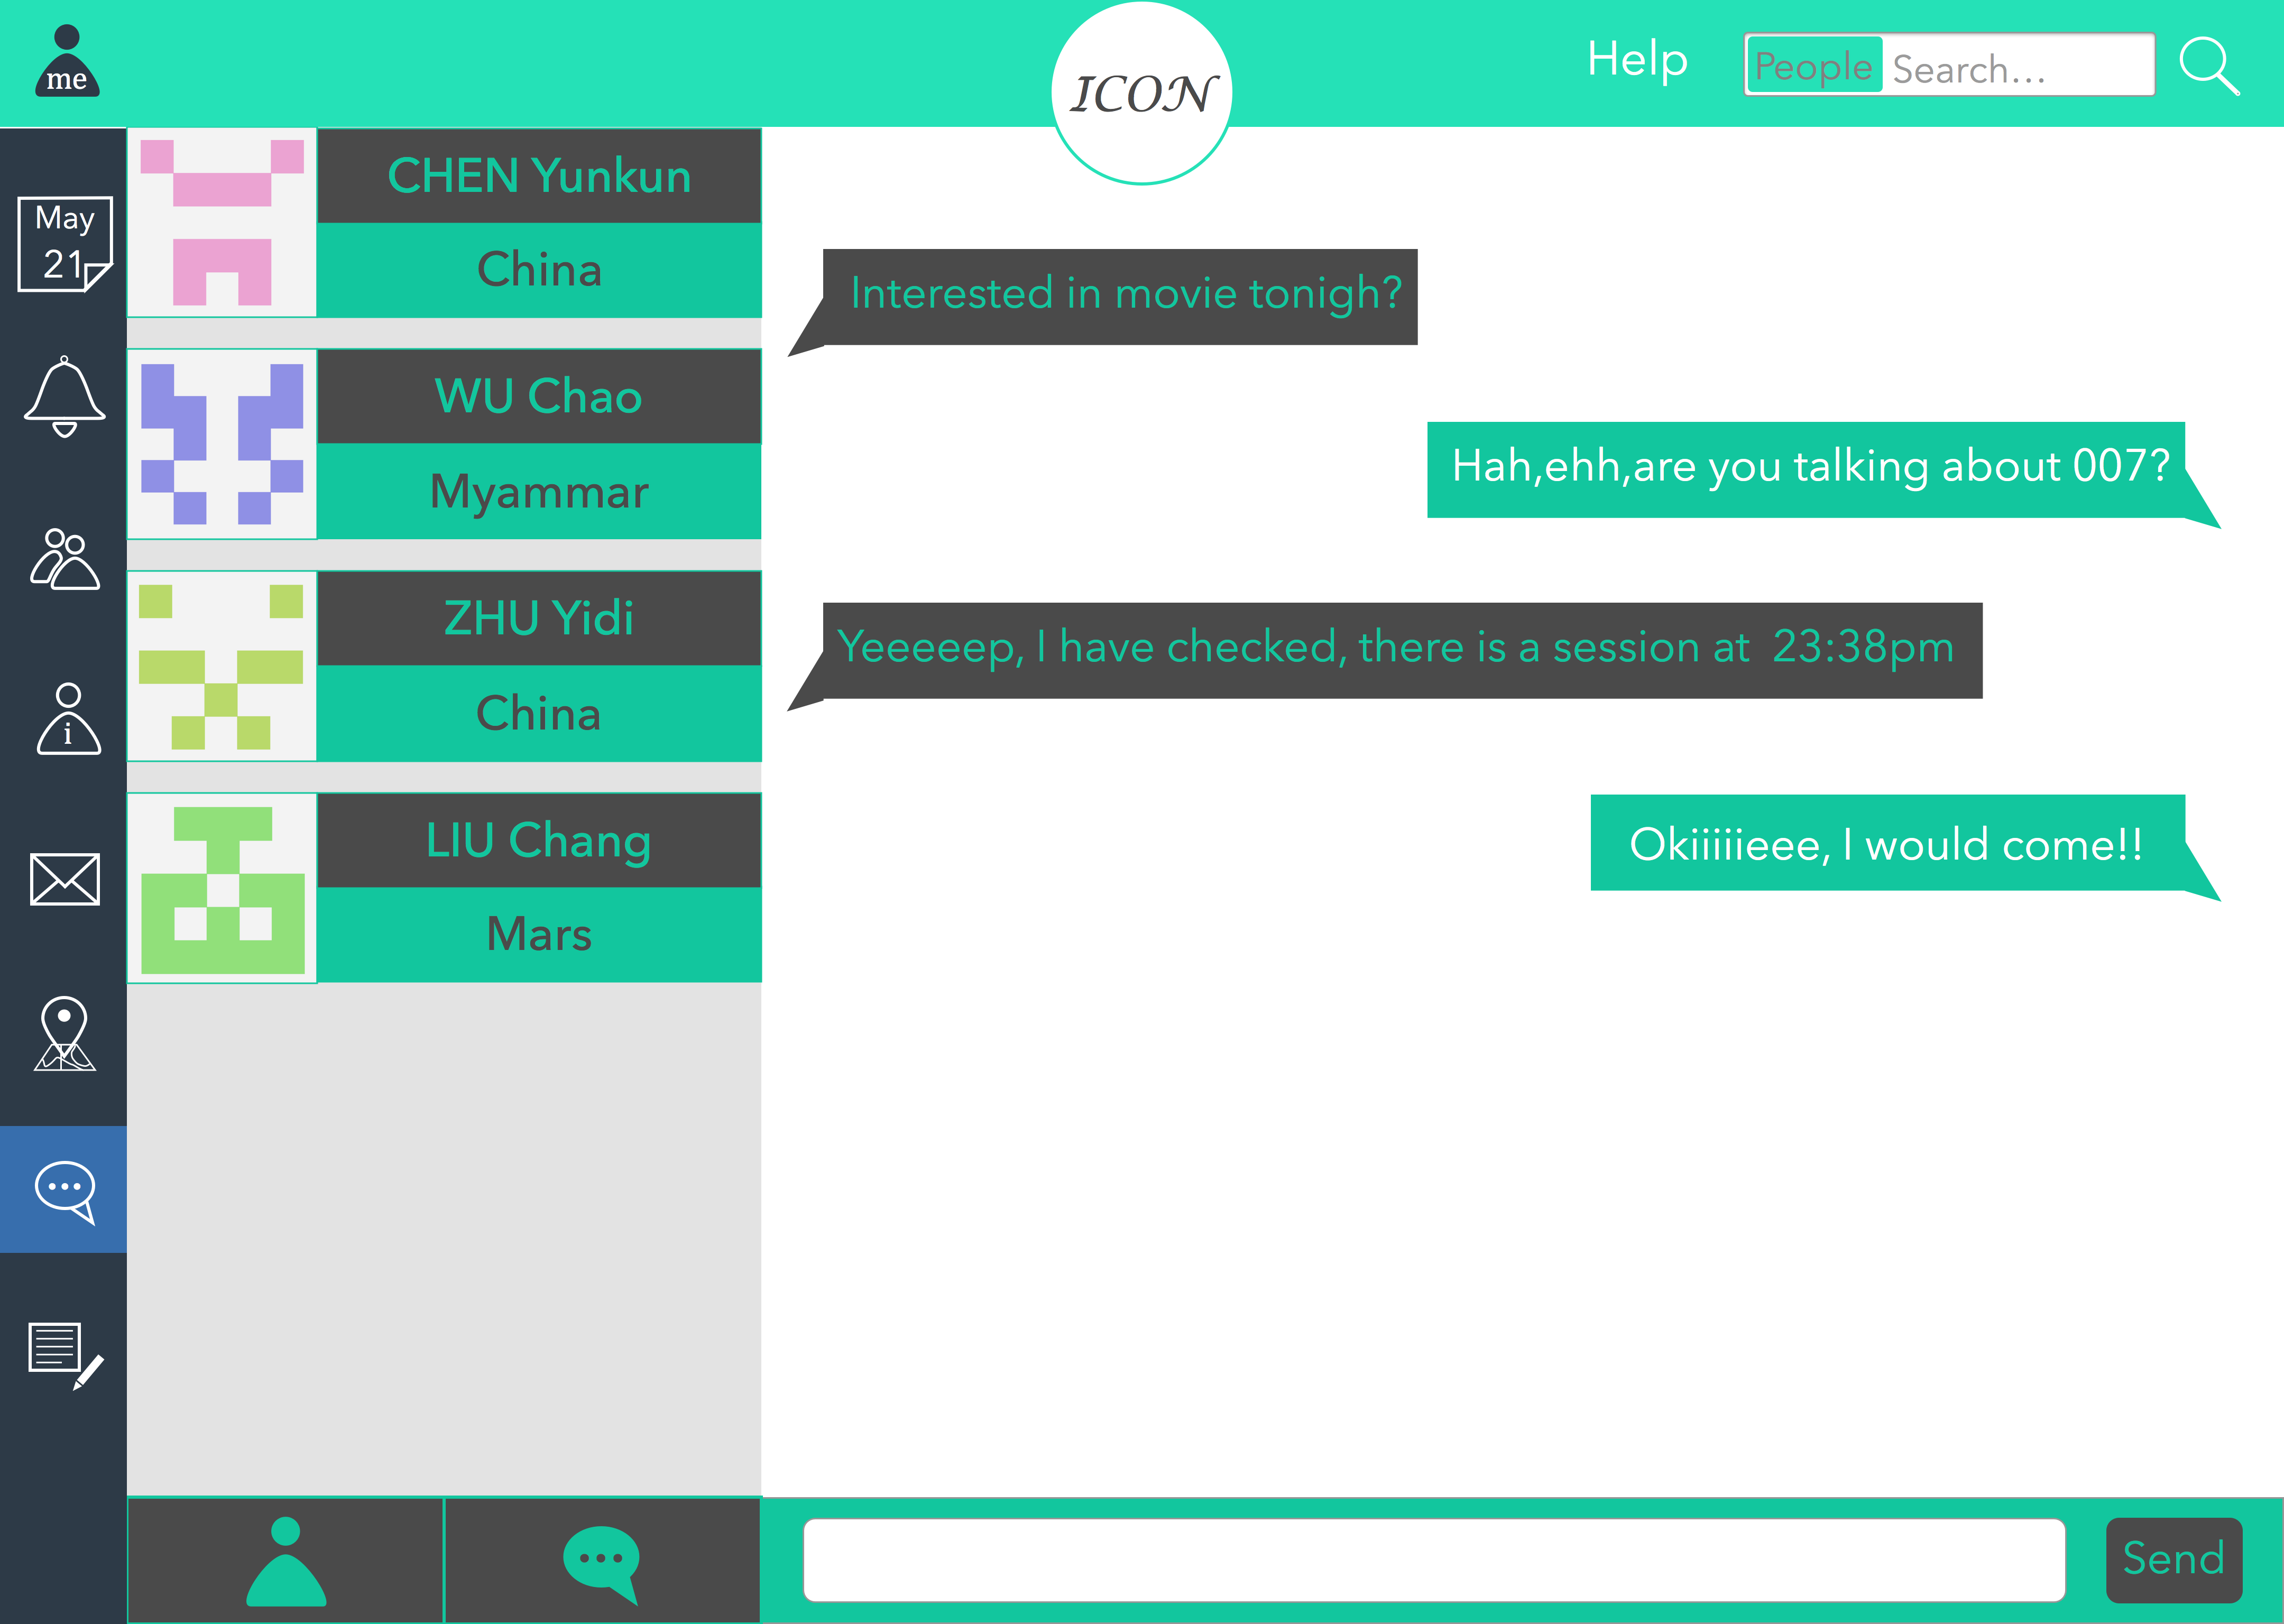 me
ICON
Help
People
Search...
May
21
i
CHEN Yunkun
China
WU Chao
Myammar
ZHU Yidi
China
LIU Chang
Mars
Interested in movie tonigh?
Hah,ehh,are you talking about 007?
Yeeeeep, I have checked, there is a session at 23:38pm
Okiiiiieee, I would come!!
Send